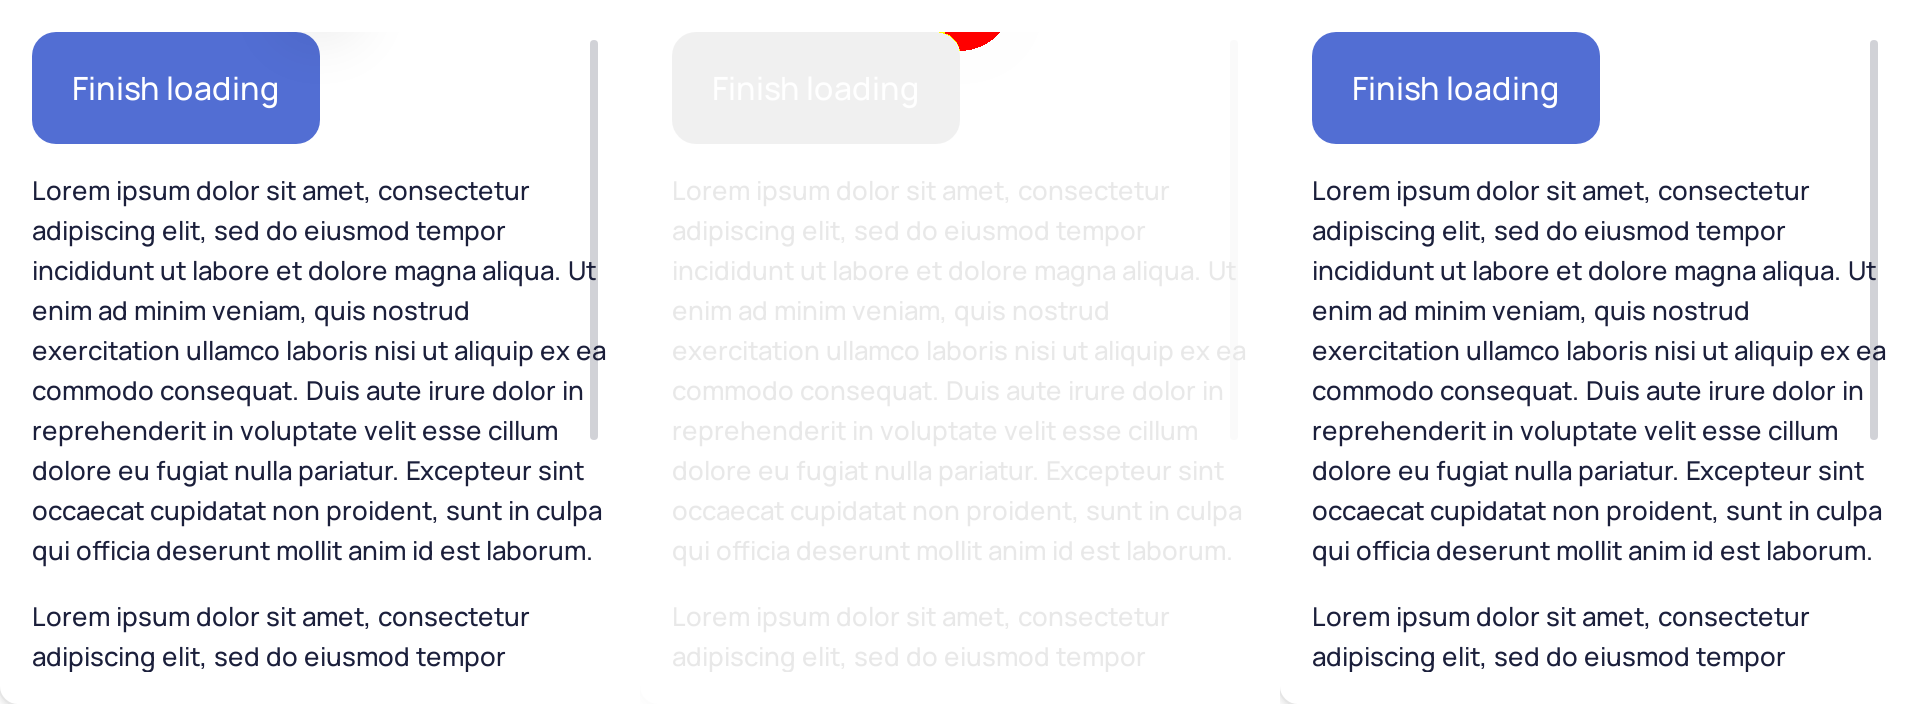 Finish loading
Lorem ipsum dolor sit amet, consectetur
adipiscing elit, sed do eiusmod tempor
incididunt ut labore et dolore magna aliqua. Ut
enim ad minim veniam, quis nostrud
exercitation ullamco laboris nisi ut aliquip ex ea
commodo consequat. Duis aute irure dolor in
reprehenderit in voluptate velit esse cillum
dolore eu fugiat nulla pariatur. Excepteur sint
occaecat cupidatat non proident, sunt in culpa
qui officia deserunt mollit anim id est laborum.
Lorem ipsum dolor sit amet, consectetur
adipiscing elit, sed do eiusmod tempor
Finish loading
Lorem ipsum dolor sit amet, consectetur
adipiscing elit, sed do eiusmod tempor
incididunt ut labore et dolore magna aliqua. Ut
enim ad minim veniam, quis nostrud
exercitation ullamco laboris nisi ut aliquip ex ea
commodo consequat. Duis aute irure dolor in
reprehenderit in voluptate velit esse cillum
dolore eu fugiat nulla pariatur. Excepteur sint
occaecat cupidatat non proident, sunt in culpa
qui officia deserunt mollit anim id est laborum.
Lorem ipsum dolor sit amet, consectetur
adipiscing elit, sed do eiusmod tempor
Finish loading
Lorem ipsum dolor sit amet, consectetur
adipiscing elit, sed do eiusmod tempor
incididunt ut labore et dolore magna aliqua. Ut
enim ad minim veniam, quis nostrud
exercitation ullamco laboris nisi ut aliquip ex ea
commodo consequat. Duis aute irure dolor in
reprehenderit in voluptate velit esse cillum
dolore eu fugiat nulla pariatur. Excepteur sint
occaecat cupidatat non proident, sunt in culpa
qui officia deserunt mollit anim id est laborum.
Lorem ipsum dolor sit amet, consectetur
adipiscing elit, sed do eiusmod tempor